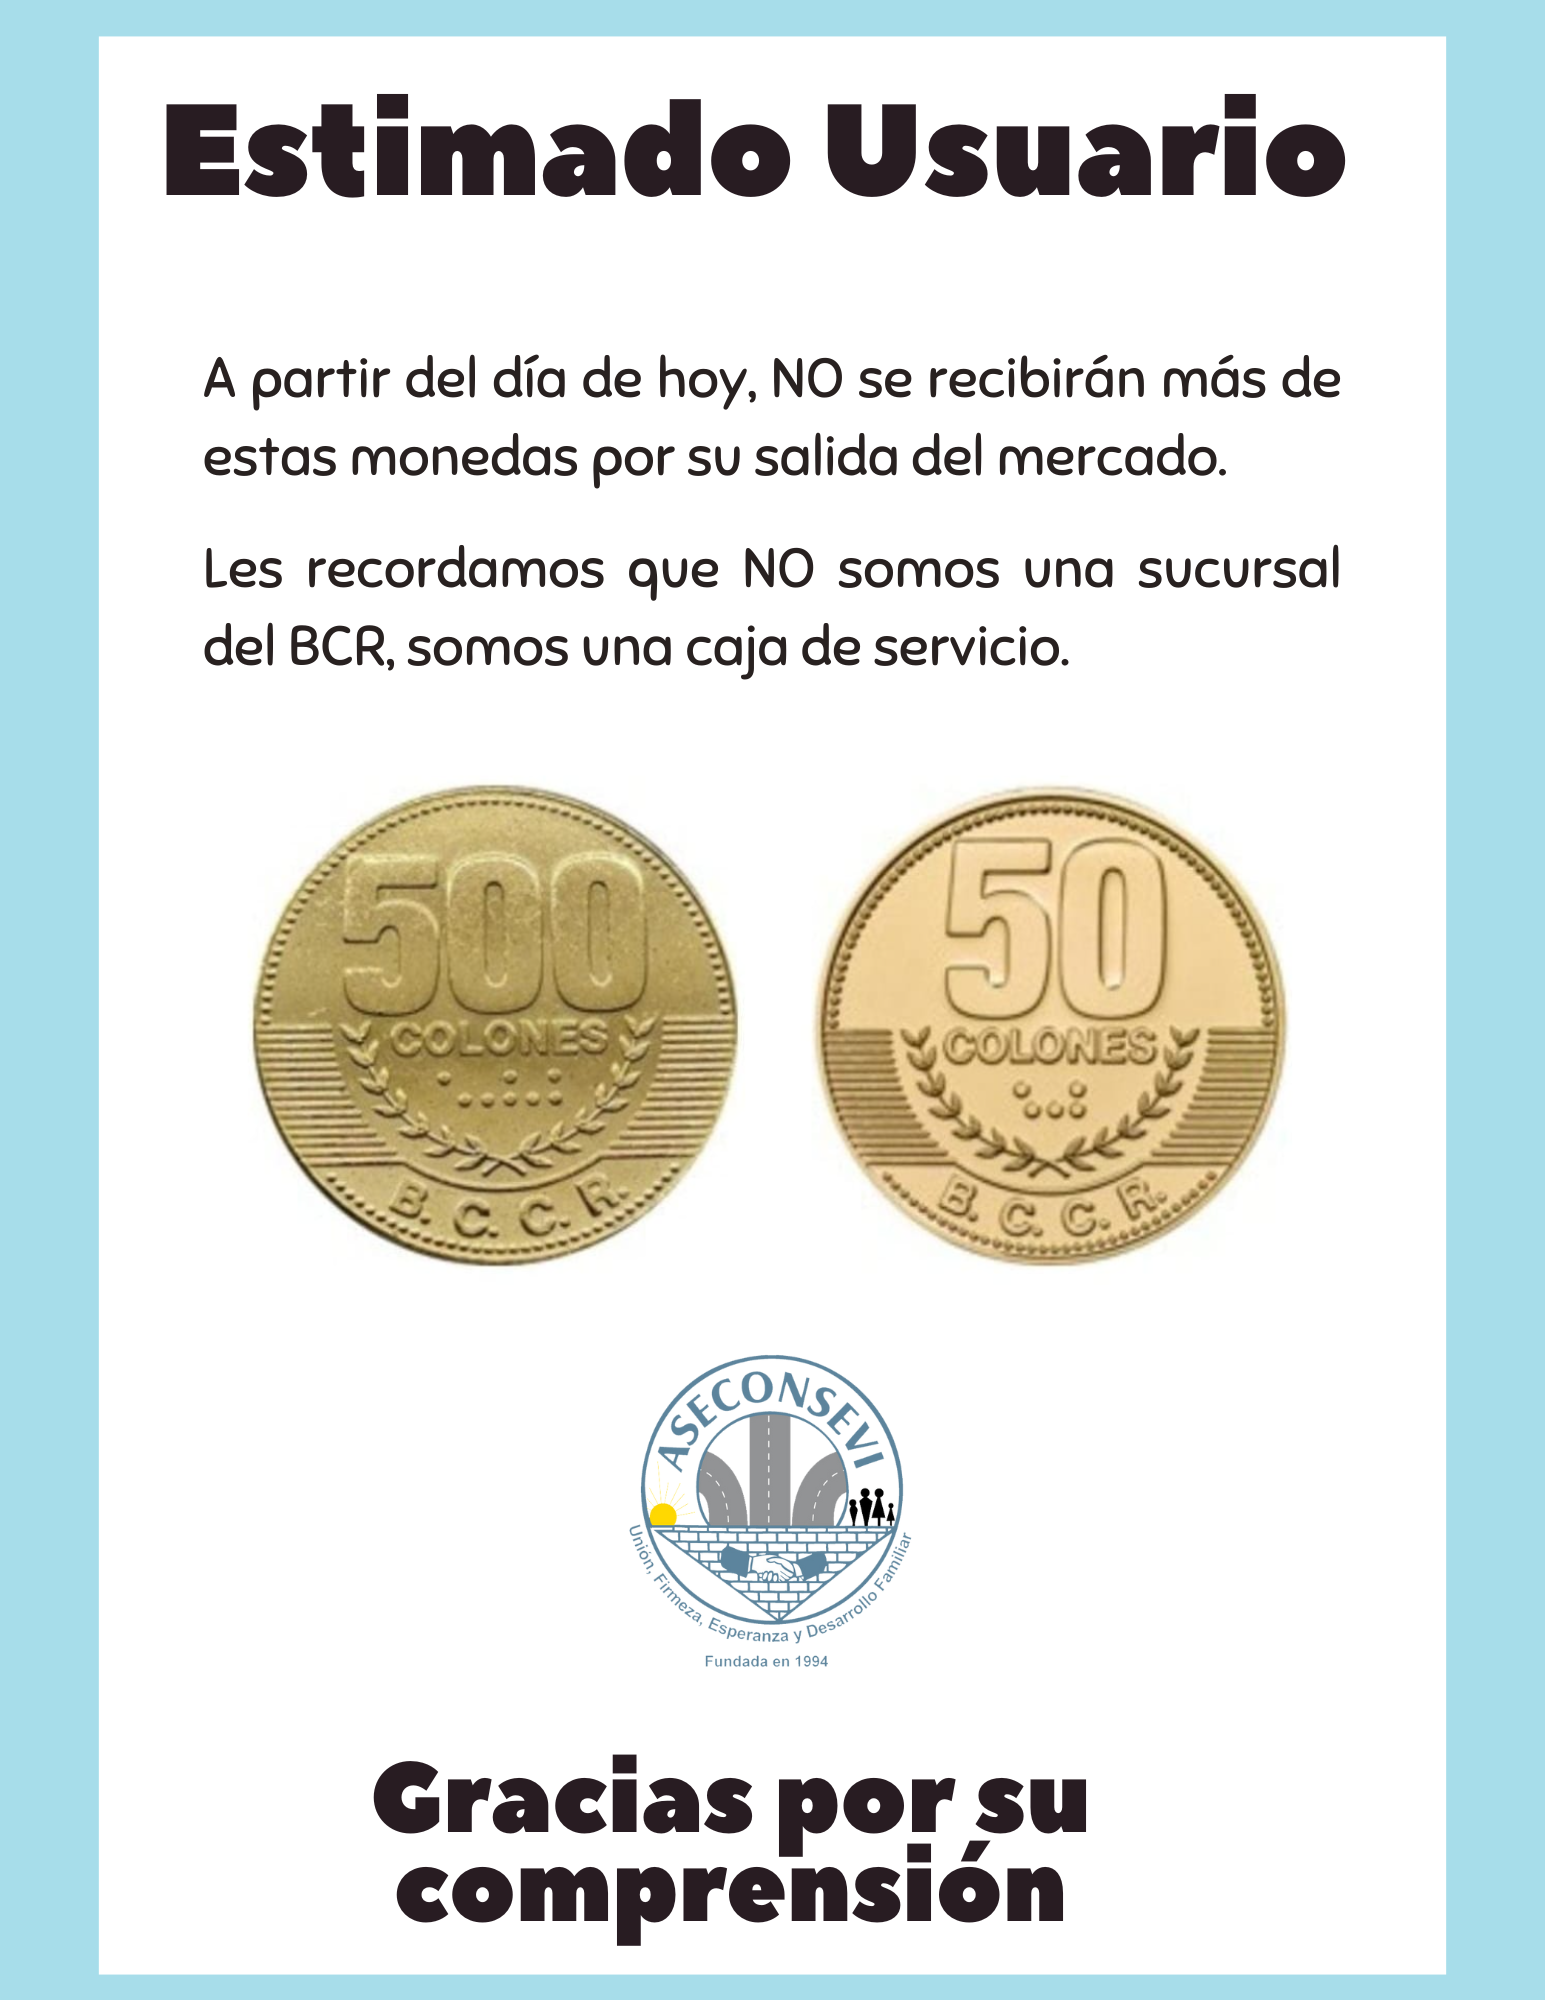 Estimado Usuario
A partir del día de hoy, NO se recibirán más de
estas monedas por su salida del mercado.
Les recordamos que NO somos una sucursal
del BCR, somos una caja de servicio.
500
COLONES
B.C.C.R.
50
COLONES
B.C.C.R.
ASECONSEVI
Unión, Firmeza, Esperanza y Desarrollo Familiar
Fundada en 1994
Gracias por su
comprensión